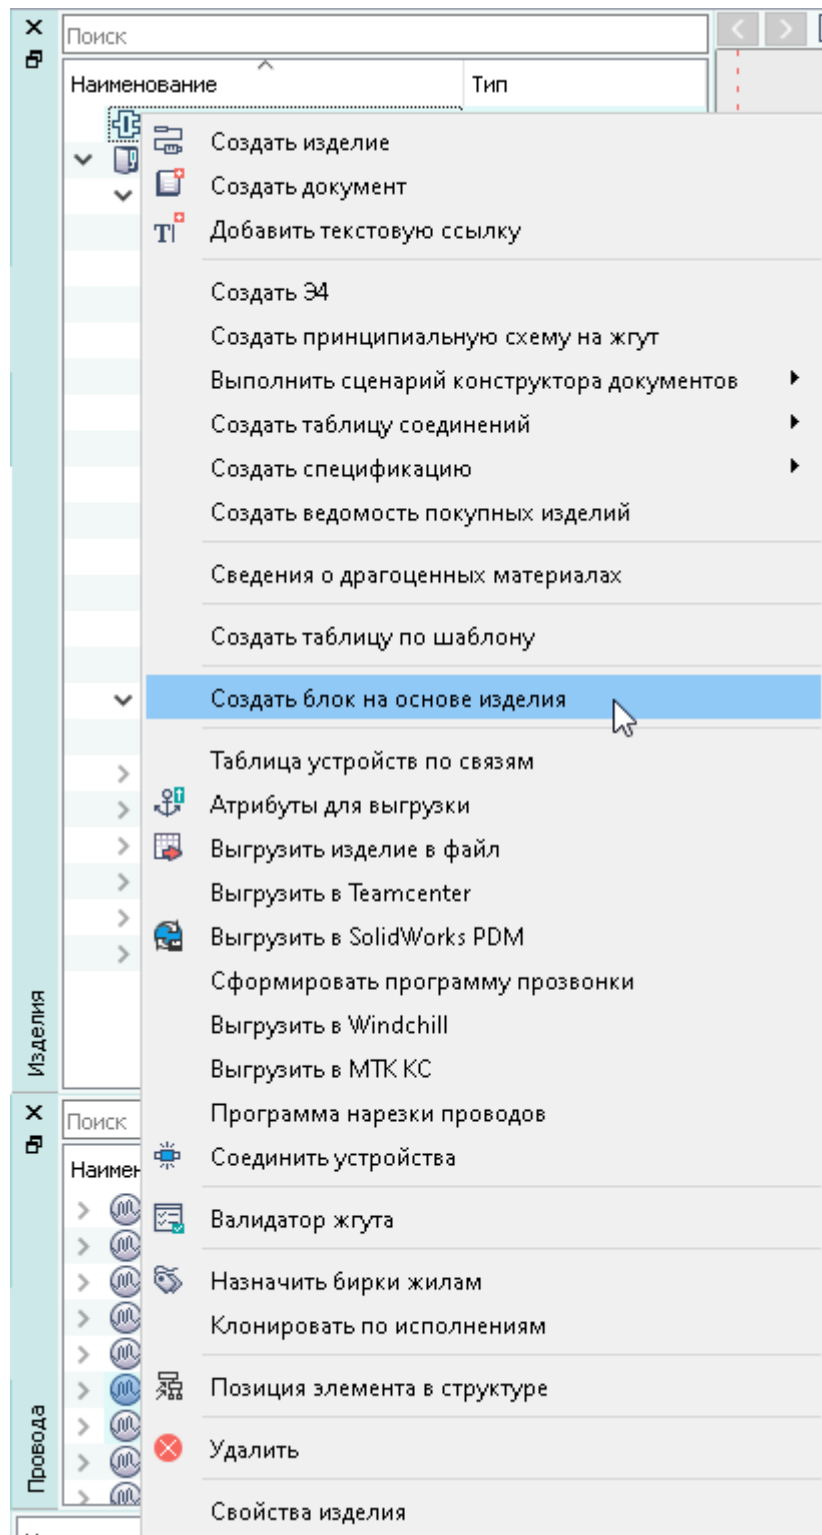 Поиск
Наименование
Тип
Создать изделие
Создать документ
Добавить текстовую ссылку
Создать Э4
Создать принципиальную схему на жгут
Выполнить сценарий конструктора документов
Создать таблицу соединений
Создать спецификацию
Создать ведомость покупных изделий
Сведения о драгоценных материалах
Создать таблицу по шаблону
Создать блок на основе изделия
Таблица устройств по связям
Атрибуты для выгрузки
Выгрузить изделие в файл
Выгрузить в Teamcenter
Выгрузить в SolidWorks PDM
Сформировать программу прозвонки
Выгрузить в Windchill
Выгрузить в МТК КС
Программа нарезки проводов
Соединить устройства
Валидатор жгута
Назначить бирки жилам
Клонировать по исполнениям
Позиция элемента в структуре
Удалить
Свойства изделия
Изделия
Поиск
Наимен
Провода